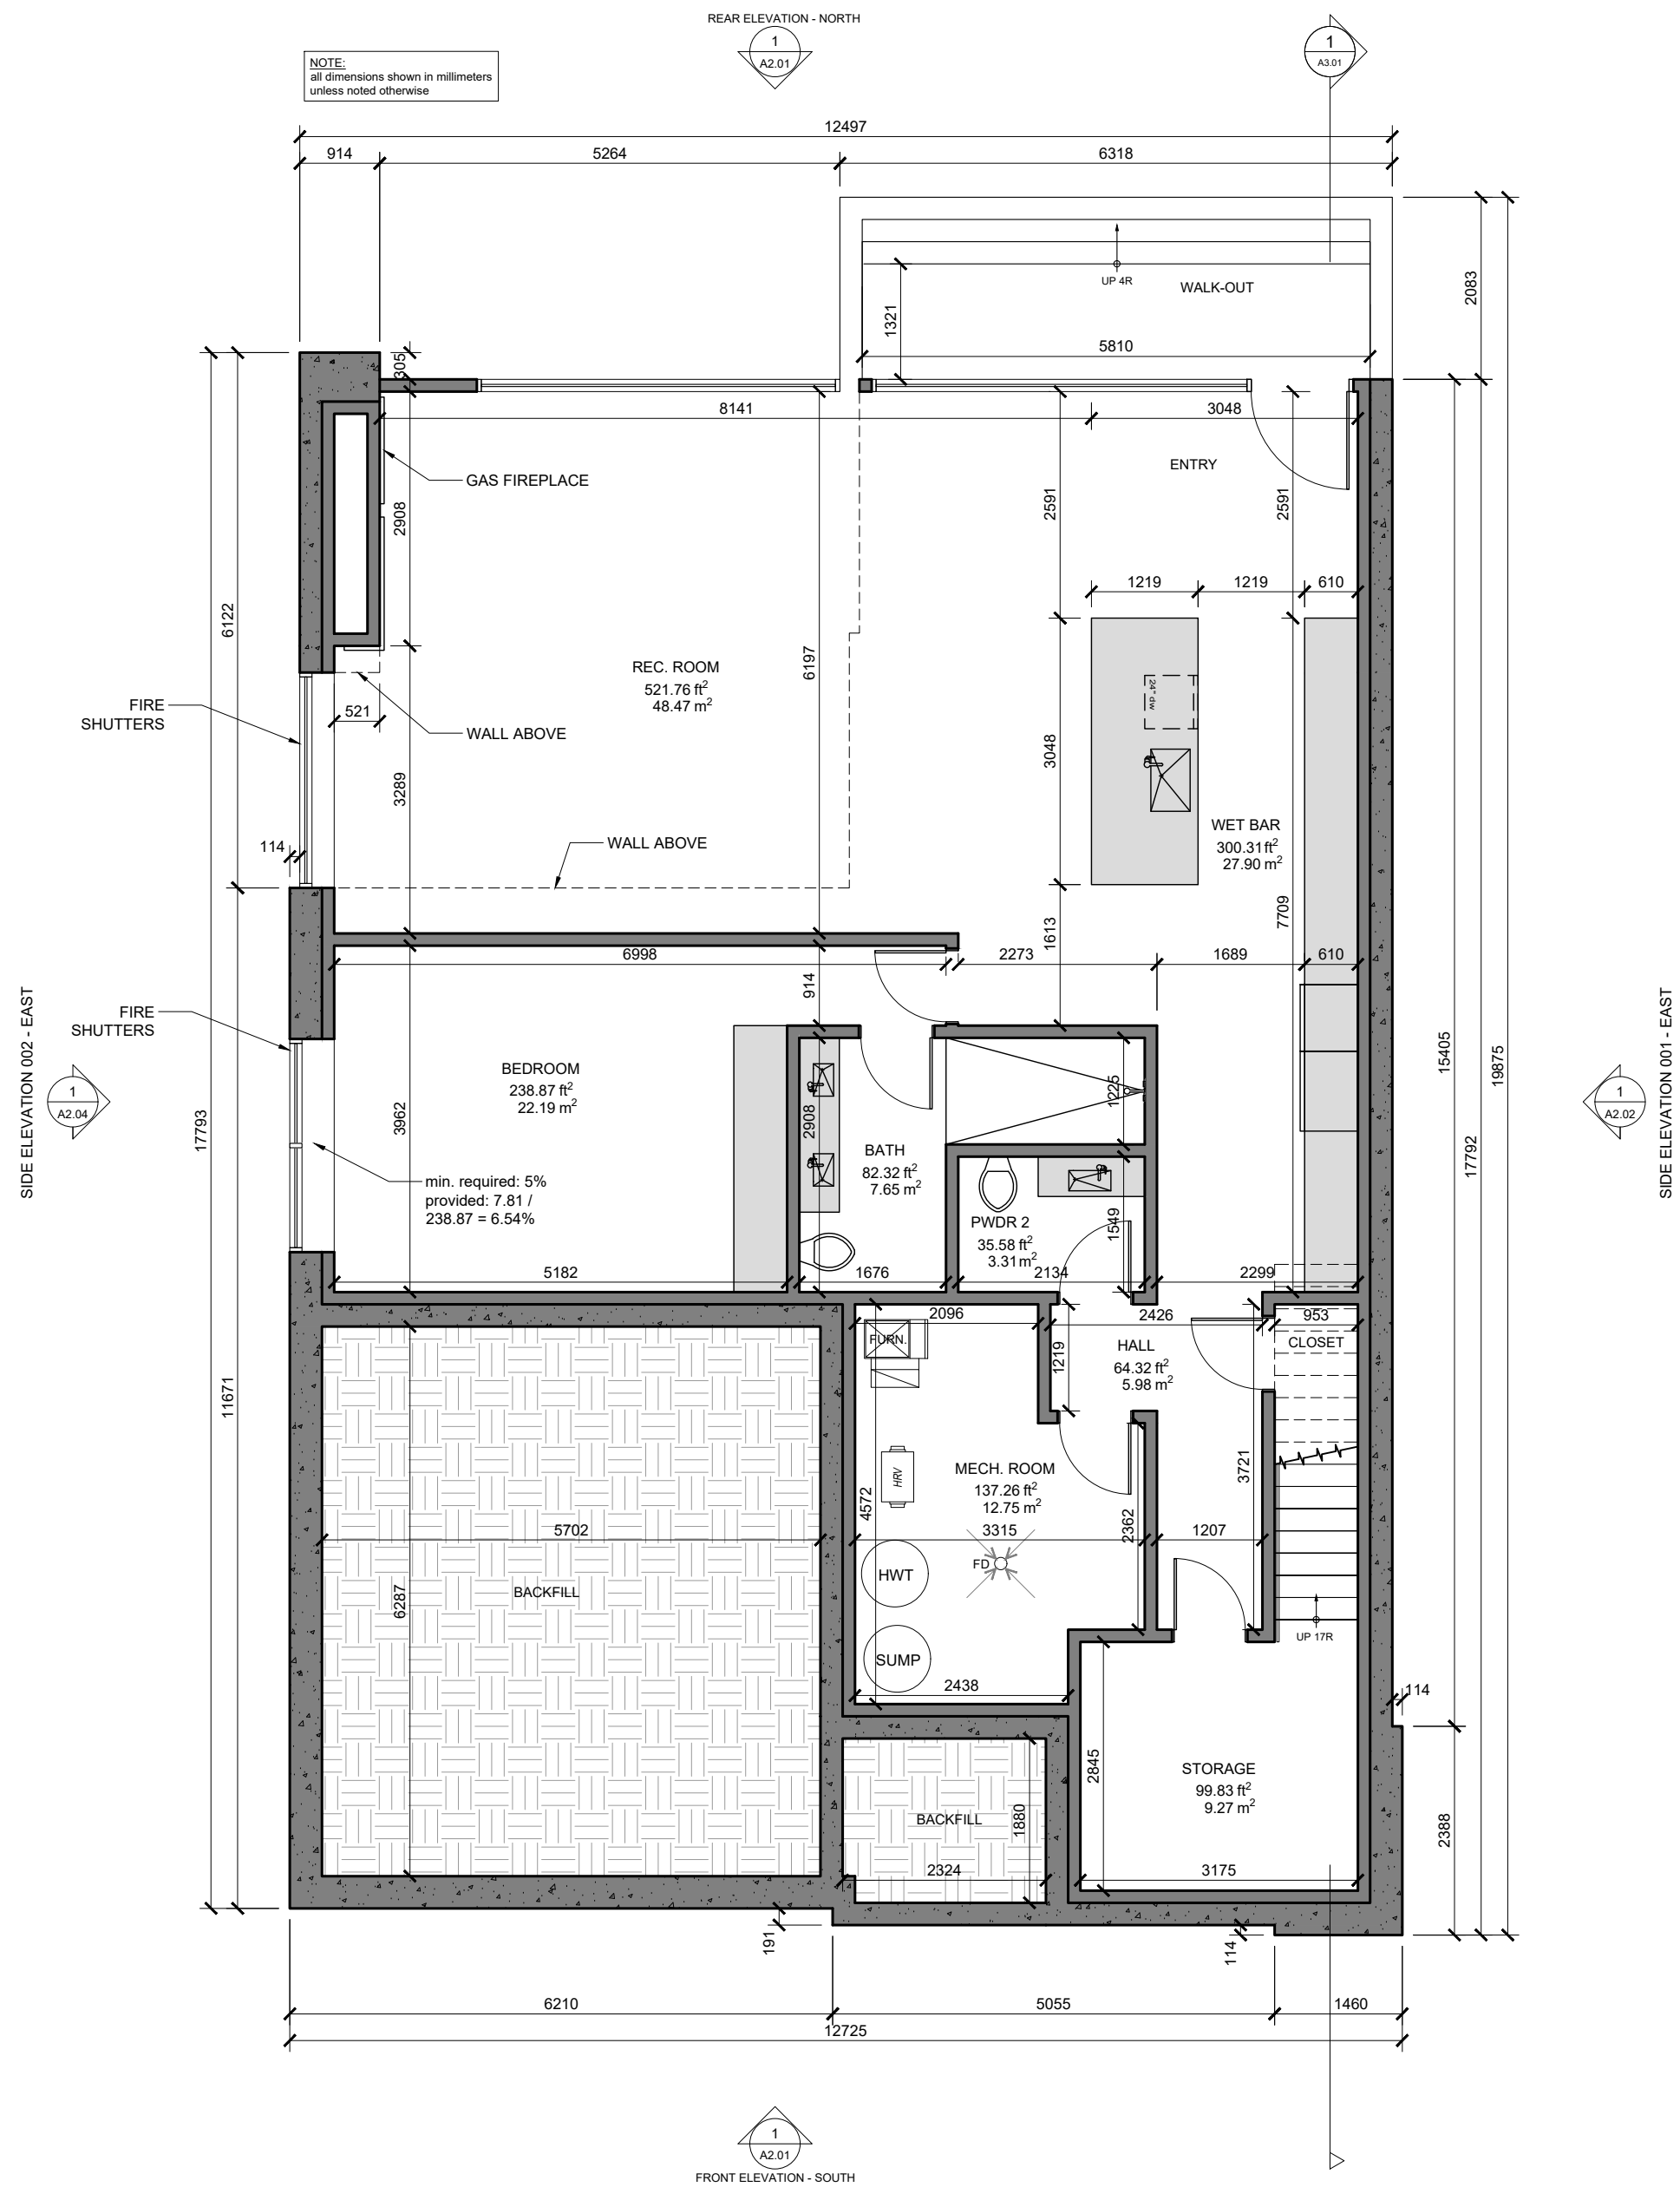 REAR ELEVATION - NORTH
1
A2.01
1
A3.01
NOTE:
all dimensions shown in millimeters
unless noted otherwise
12497
914
5264
6318
2083
UP 4R
WALK-OUT
1321
5810
305
8141
3048
ENTRY
GAS FIREPLACE
2908
2591
2591
1219
1219
610
6122
REC. ROOM
521.76 ft²
48.47 m²
6197
24" dw
FIRE
SHUTTERS
521
WALL ABOVE
3048
3289
WET BAR
300.31 ft²
27.90 m²
114
WALL ABOVE
7709
1613
6998
2273
1689
610
914
FIRE
SHUTTERS
SIDE ELEVATION 002 - EAST
1
A2.04
17793
BEDROOM
238.87 ft²
22.19 m²
3962
2908
1225
15405
19875
17792
1
A2.02
SIDE ELEVATION 001 - EAST
BATH
82.32 ft²
7.65 m²
min. required: 5%
provided: 7.81 /
238.87 = 6.54%
PWDR 2
35.58 ft²
3.31 m²
1549
5182
1676
2134
2299
2096
2426
953
FURN.
1219
HALL
64.32 ft²
5.98 m²
CLOSET
11671
HRV
MECH. ROOM
137.26 ft²
12.75 m²
3721
4572
2362
5702
3315
1207
FD
HWT
BACKFILL
6287
UP 17R
SUMP
2438
114
2845
STORAGE
99.83 ft²
9.27 m²
BACKFILL
1880
2388
2324
3175
191
114
6210
5055
1460
12725
1
A2.01
FRONT ELEVATION - SOUTH